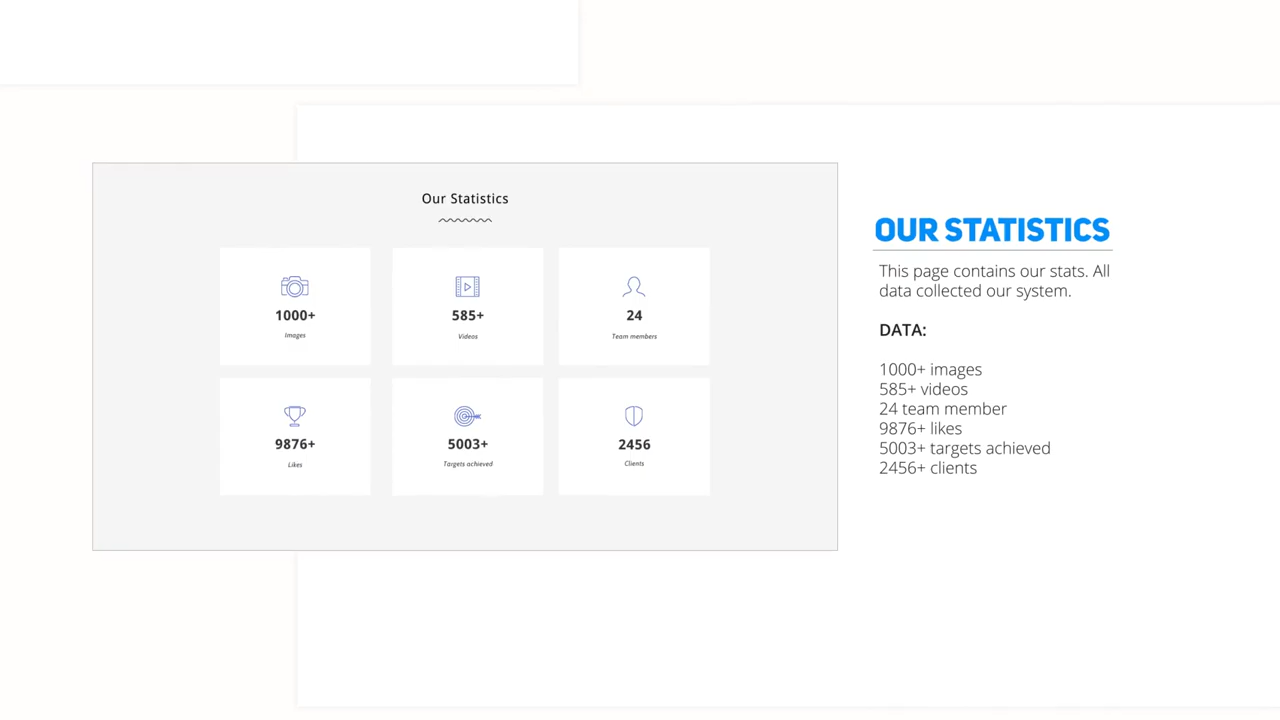 Our Statistics
1000+
Images
585+
Videos
24
Team members
9876+
Likes
5003+
Targets achieved
2456
Clients
OUR STATISTICS
This page contains our stats. All
data collected our system.
DATA:
1000+ images
585+ videos
24 team member
9876+ likes
5003+ targets achieved
2456+ clients